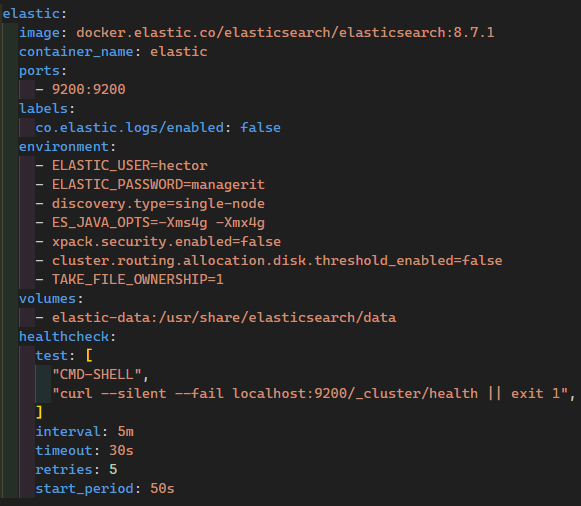 elastic:
  image: docker.elastic.co/elasticsearch/elasticsearch:8.7.1
  container_name: elastic
  ports:
    - 9200:9200
  labels:
    co.elastic.logs/enabled: false
  environment:
    - ELASTIC_USER=hector
    - ELASTIC_PASSWORD=managerit
    - discovery.type=single-node
    - ES_JAVA_OPTS=-Xms4g -Xmx4g
    - xpack.security.enabled=false
    - cluster.routing.allocation.disk.threshold_enabled=false
    - TAKE_FILE_OWNERSHIP=1
  volumes:
    - elastic-data:/usr/share/elasticsearch/data
  healthcheck:
    test: [
      "CMD-SHELL",
      "curl --silent --fail localhost:9200/_cluster/health || exit 1",
    ]
    interval: 5m
    timeout: 30s
    retries: 5
    start_period: 50s